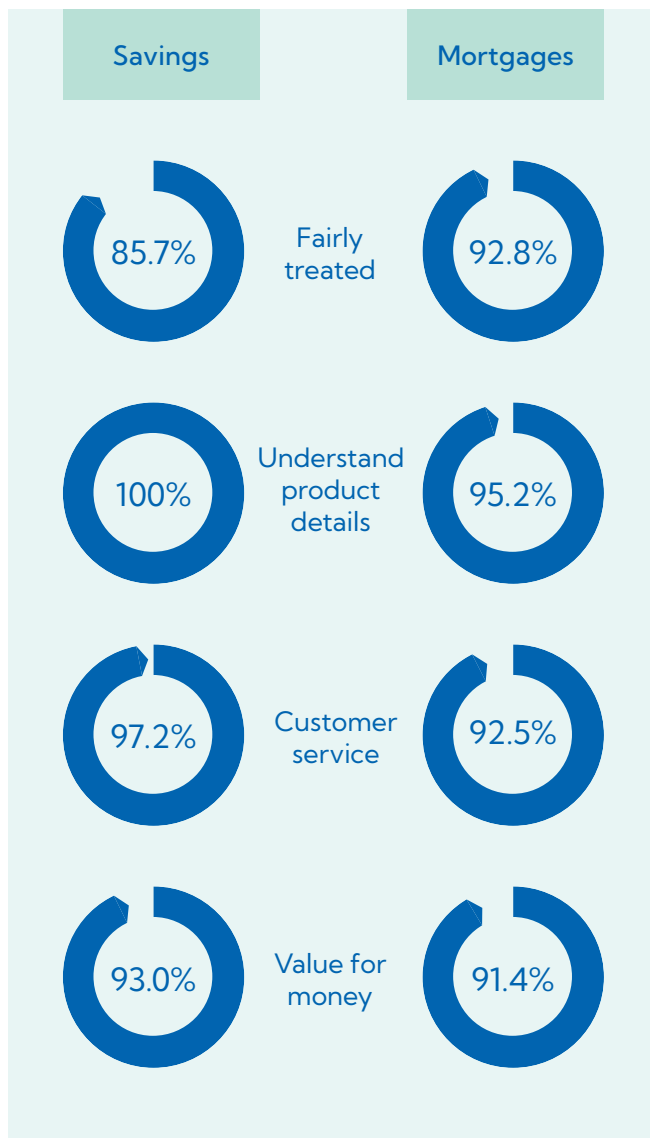 Savings
Mortgages
85.7%
Fairly
treated
92.8%
100%
Understand
product
details
95.2%
97.2%
Customer
service
92.5%
93.0%
Value for
money
91.4%